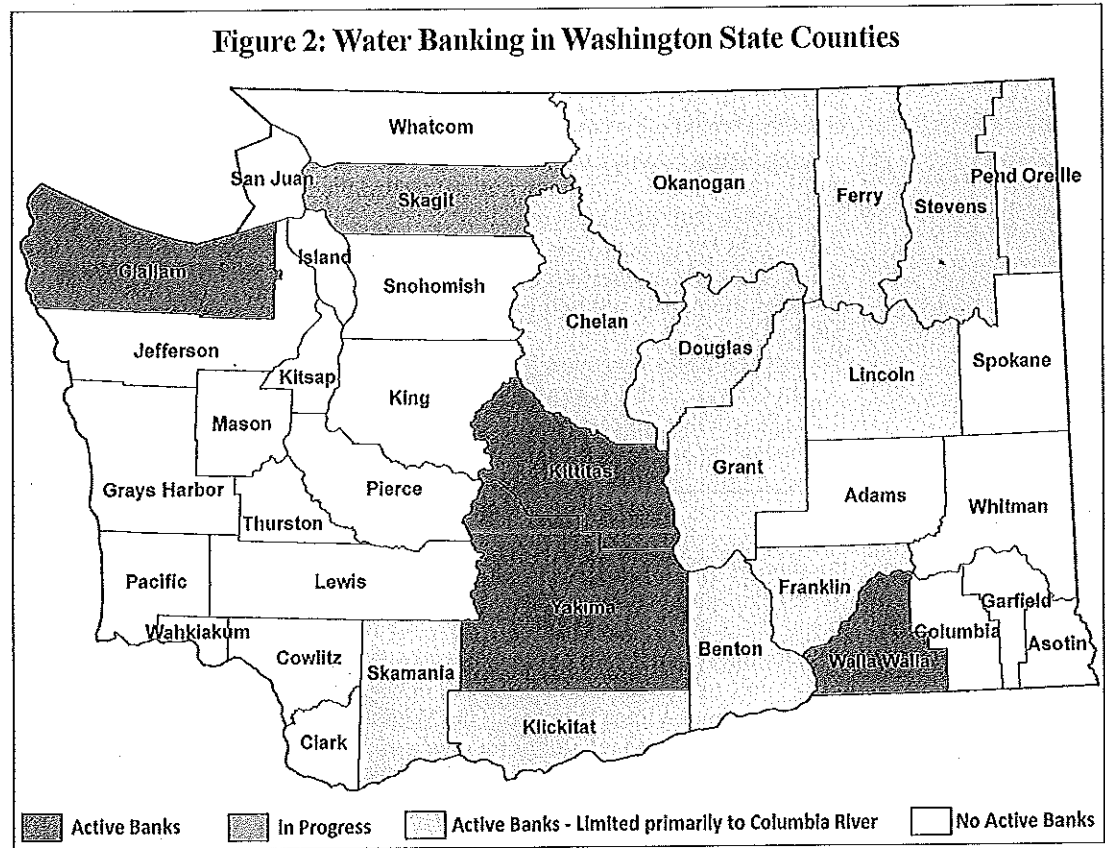 Figure 2: Water Banking in Washington State Counties
Whatcom
San Juan
Skagit
Okanogan
Ferry
Stevens
Pend Oreille
Island
Snohomish
Chelan
Jefferson
Kitsap
King
Douglas
Lincoln
Spokane
Mason
Kittitas
Grant
Grays Harbor
Thurston
Pierce
Adams
Whitman
Pacific
Lewis
Yakima
Franklin
Garfield
Wahkiakum
Cowlitz
Skamania
Benton
Walla Walla
Columbia
Asotin
Clark
Klickitat
Active Banks
In Progress
Active Banks - Limited primarily to Columbia River
No Active Banks